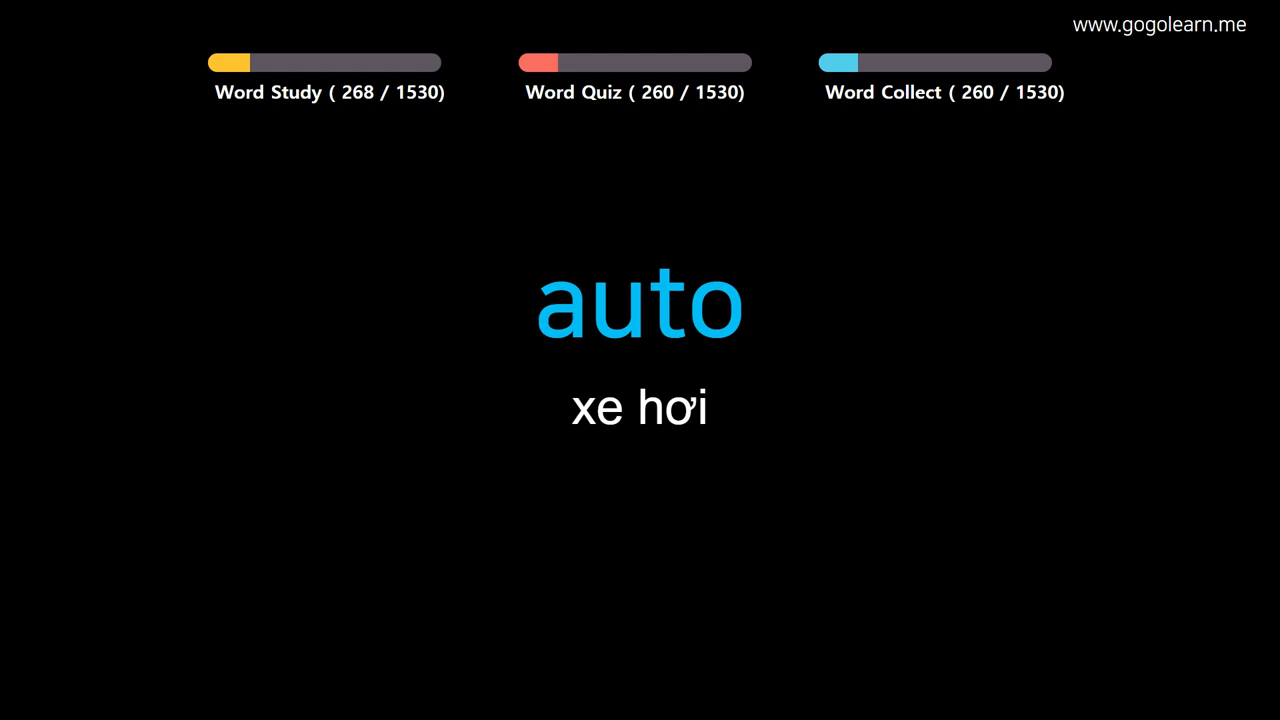 www.gogolearn.me
Word Study ( 268 / 1530)
Word Quiz ( 260 / 1530)
Word Collect ( 260 / 1530)
auto
xe hơi